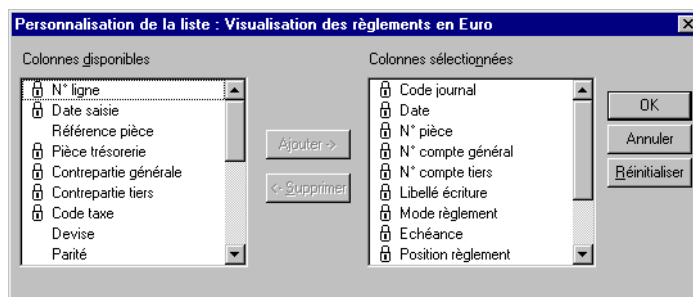 Personnalisation de la liste : Visualisation des règlements en Euro
Colonnes disponibles
N° ligne
Date saisie
Référence pièce
Pièce trésorerie
Contrepartie générale
Contrepartie tiers
Code taxe
Devise
Parité
Ajouter ->
<- Supprimer
Colonnes sélectionnées
Code journal
Date
N° pièce
N° compte général
N° compte tiers
Libellé écriture
Mode règlement
Echéance
Position règlement
OK
Annuler
Réinitialiser